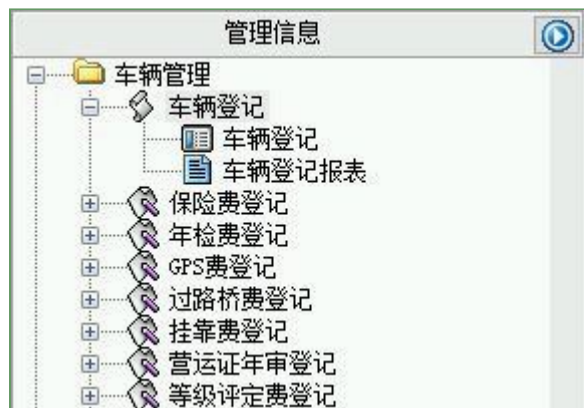 管理信息
车辆管理
车辆登记
车辆登记
车辆登记报表
保险费登记
年检费登记
GPS费登记
过路桥费登记
挂靠费登记
营运证年审登记
等级评定费登记